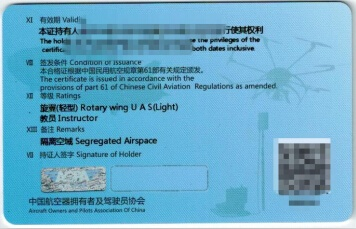 XI 有效期 Valid
本证持有人 行使其权利
The hold the privileges of the
certific both dates inclusive.
VIII 签发条件 Condition of Issuance
本合格证根据中国民用航空规章第61部有关规定颁发。
The certificate is issued in accordance with the
provisions of part 61 of Chinese Civil Aviation Regulations as amended.
XII 等级 Ratings
旋翼(轻型) Rotary wing U A S(Light)
教员 Instructor
XIII 备注 Remarks
隔离空域 Segregated Airspace
VII 持证人签字 Signature of Holder
中国航空器拥有者及驾驶员协会
Aircraft Owners and Pilots Association Of China